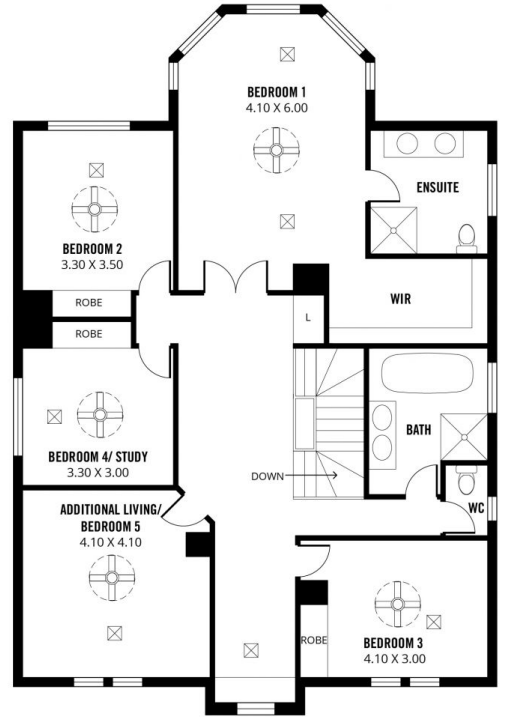 BEDROOM 1
4.10 X 6.00
ENSUITE
BEDROOM 2
3.30 X 3.50
ROBE
WIR
L
ROBE
BEDROOM 4/ STUDY
3.30 X 3.00
BATH
DOWN
WC
ADDITIONAL LIVING/
BEDROOM 5
4.10 X 4.10
ROBE
BEDROOM 3
4.10 X 3.00